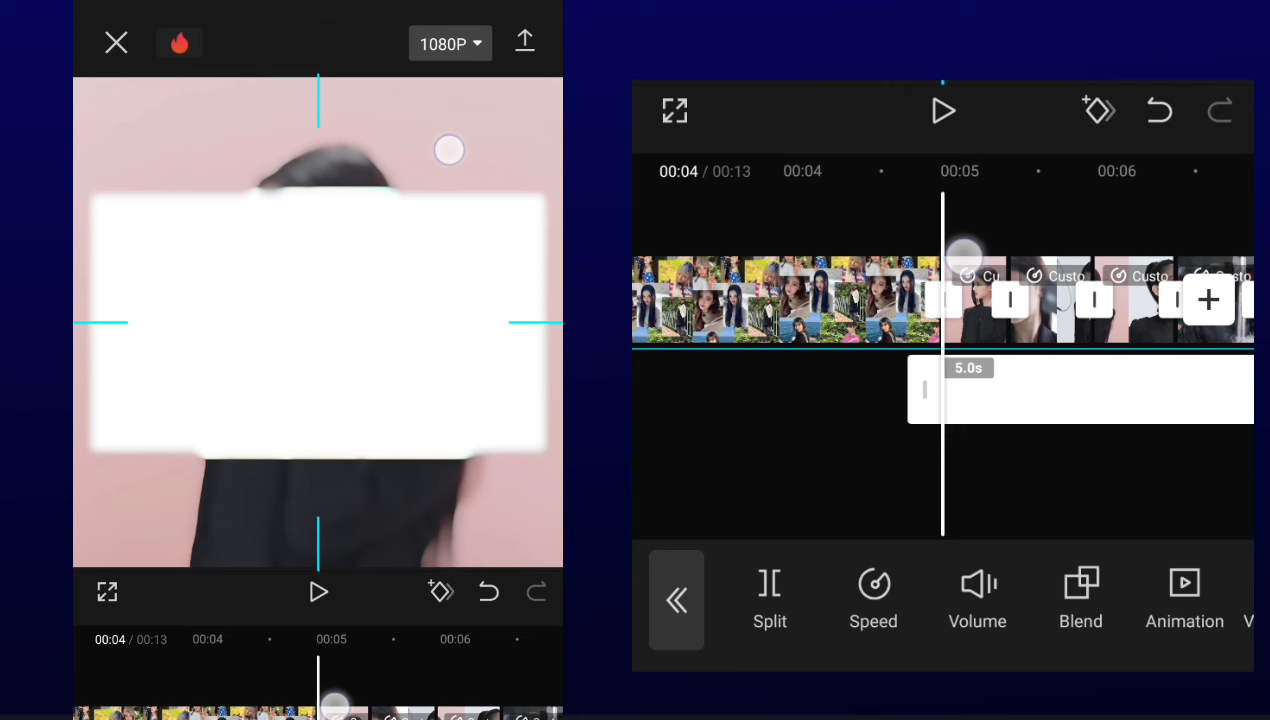 1080P
00:04 / 00:13 00:04 00:05 00:06
00:04 / 00:13 00:04 00:05 00:06
Cu Custo Custo
5.0s
Split Speed Volume Blend Animation V